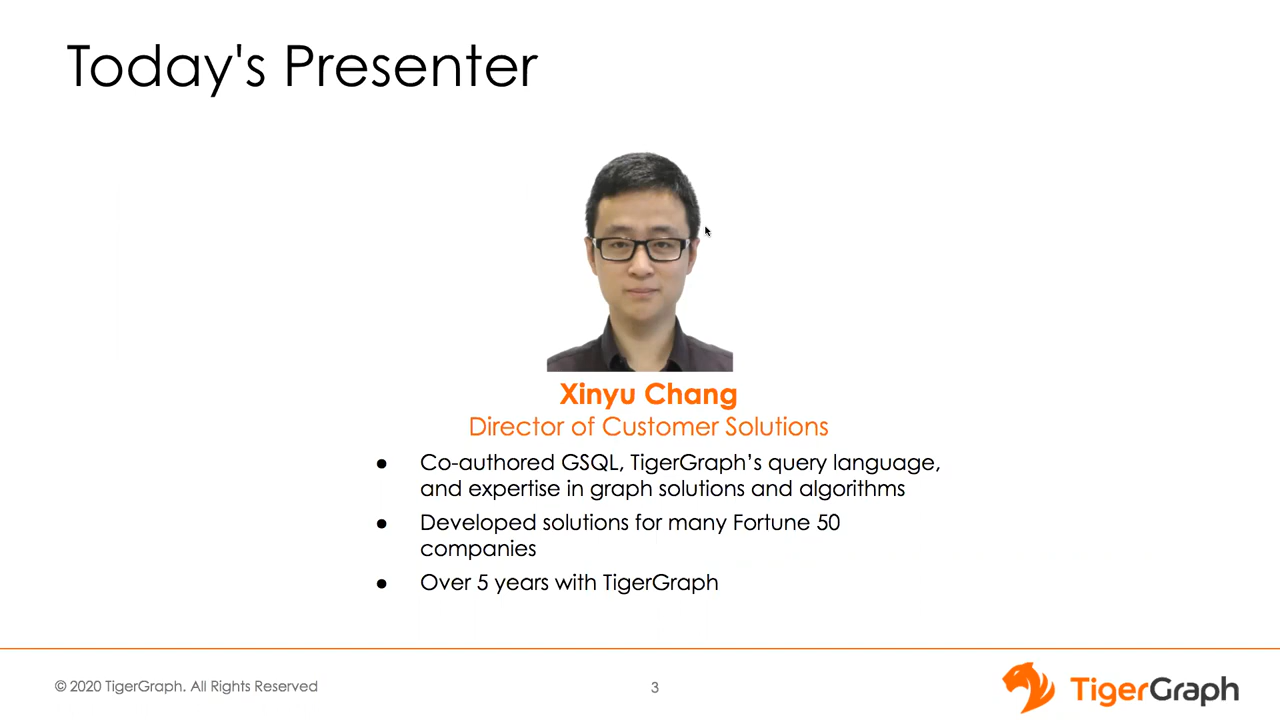 Today's Presenter
Xinyu Chang
Director of Customer Solutions
● Co-authored GSQL, TigerGraph’s query language,
and expertise in graph solutions and algorithms
● Developed solutions for many Fortune 50
companies
● Over 5 years with TigerGraph
© 2020 TigerGraph. All Rights Reserved
3
TigerGraph